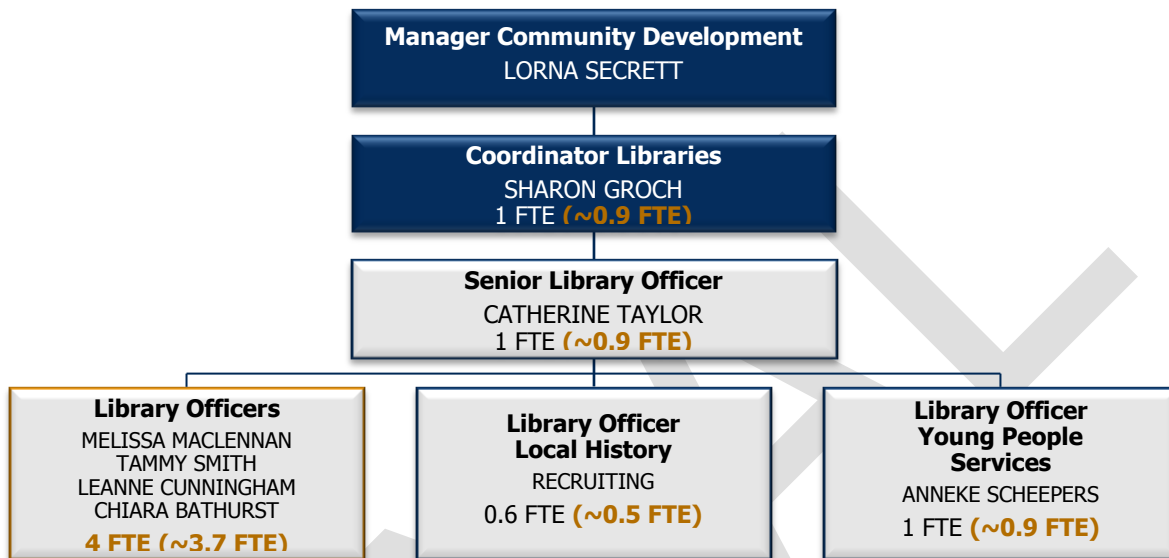 Manager Community Development
LORNA SECRETT
Coordinator Libraries
SHARON GROCH
1 FTE (~0.9 FTE)
Senior Library Officer
CATHERINE TAYLOR
1 FTE (~0.9 FTE)
Library Officers
MELISSA MACLENNAN
TAMMY SMITH
LEANNE CUNNINGHAM
CHIARA BATHURST
4 FTE (~3.7 FTE)
Library Officer
Local History
RECRUITING
0.6 FTE (~0.5 FTE)
Library Officer
Young People
Services
ANNEKE SCHEEPERS
1 FTE (~0.9 FTE)